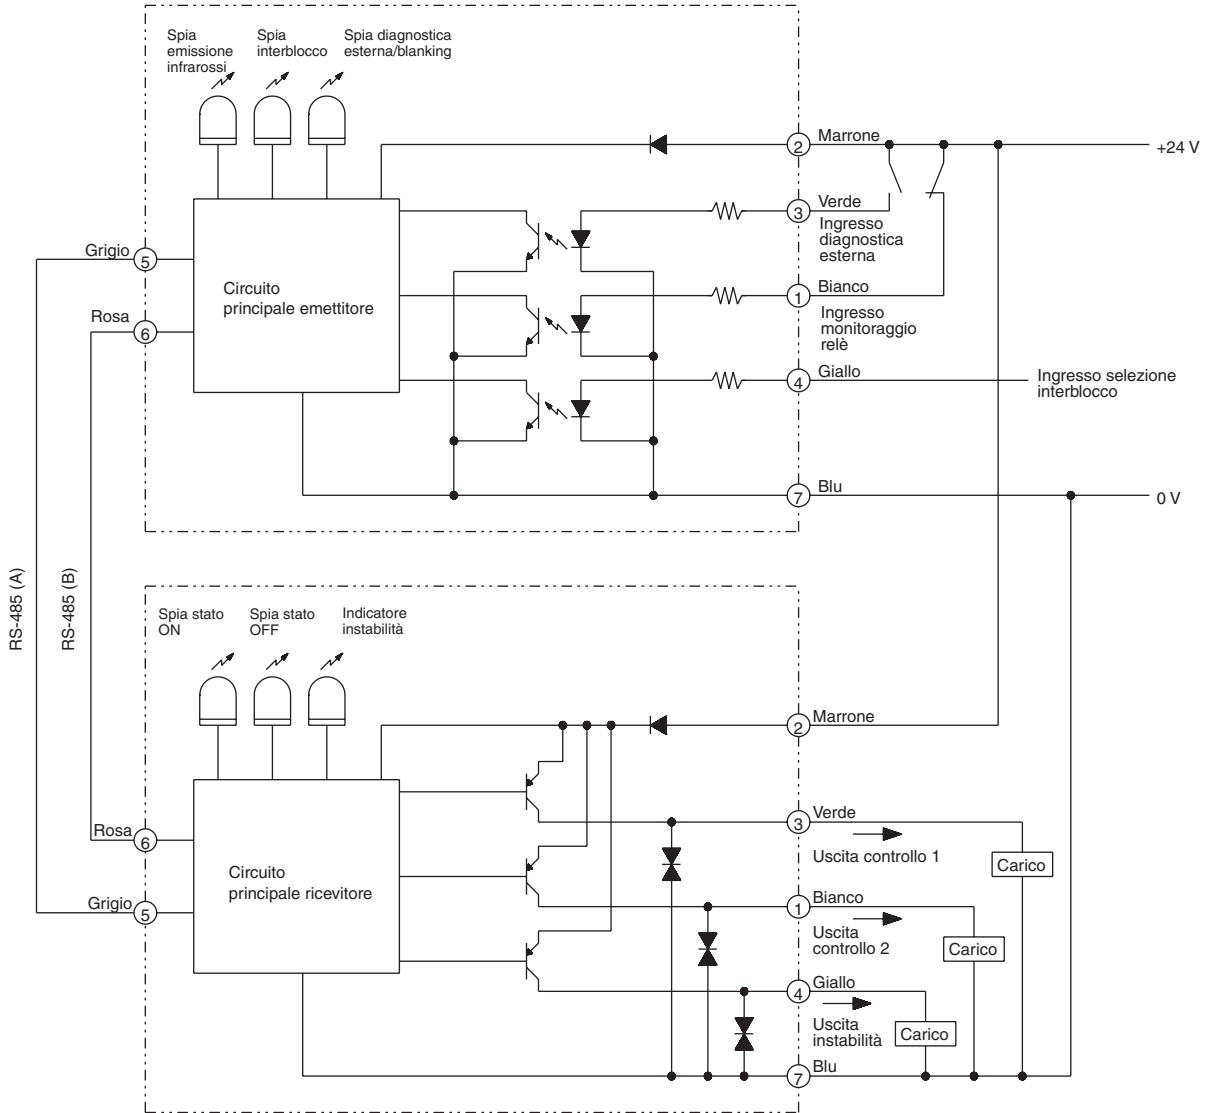 Spia
emissione
infrarossi
Spia
interblocco
Spia diagnostica
esterna/blanking
2
Marrone
+24 V
3
Verde
Ingresso
diagnostica
esterna
Grigio
5
Circuito
principale emettitore
1
Bianco
Ingresso
monitoraggio
relè
Rosa
6
4
Giallo
Ingresso selezione
interblocco
7
Blu
0 V
RS-485 (A)
RS-485 (B)
Spia stato
ON
Spia stato
OFF
Indicatore
instabilità
2
Marrone
3
Verde
Uscita controllo 1
Carico
Rosa
6
Circuito
principale ricevitore
Grigio
5
1
Bianco
Uscita
controllo 2
Carico
4
Giallo
Uscita
instabilità
Carico
7
Blu